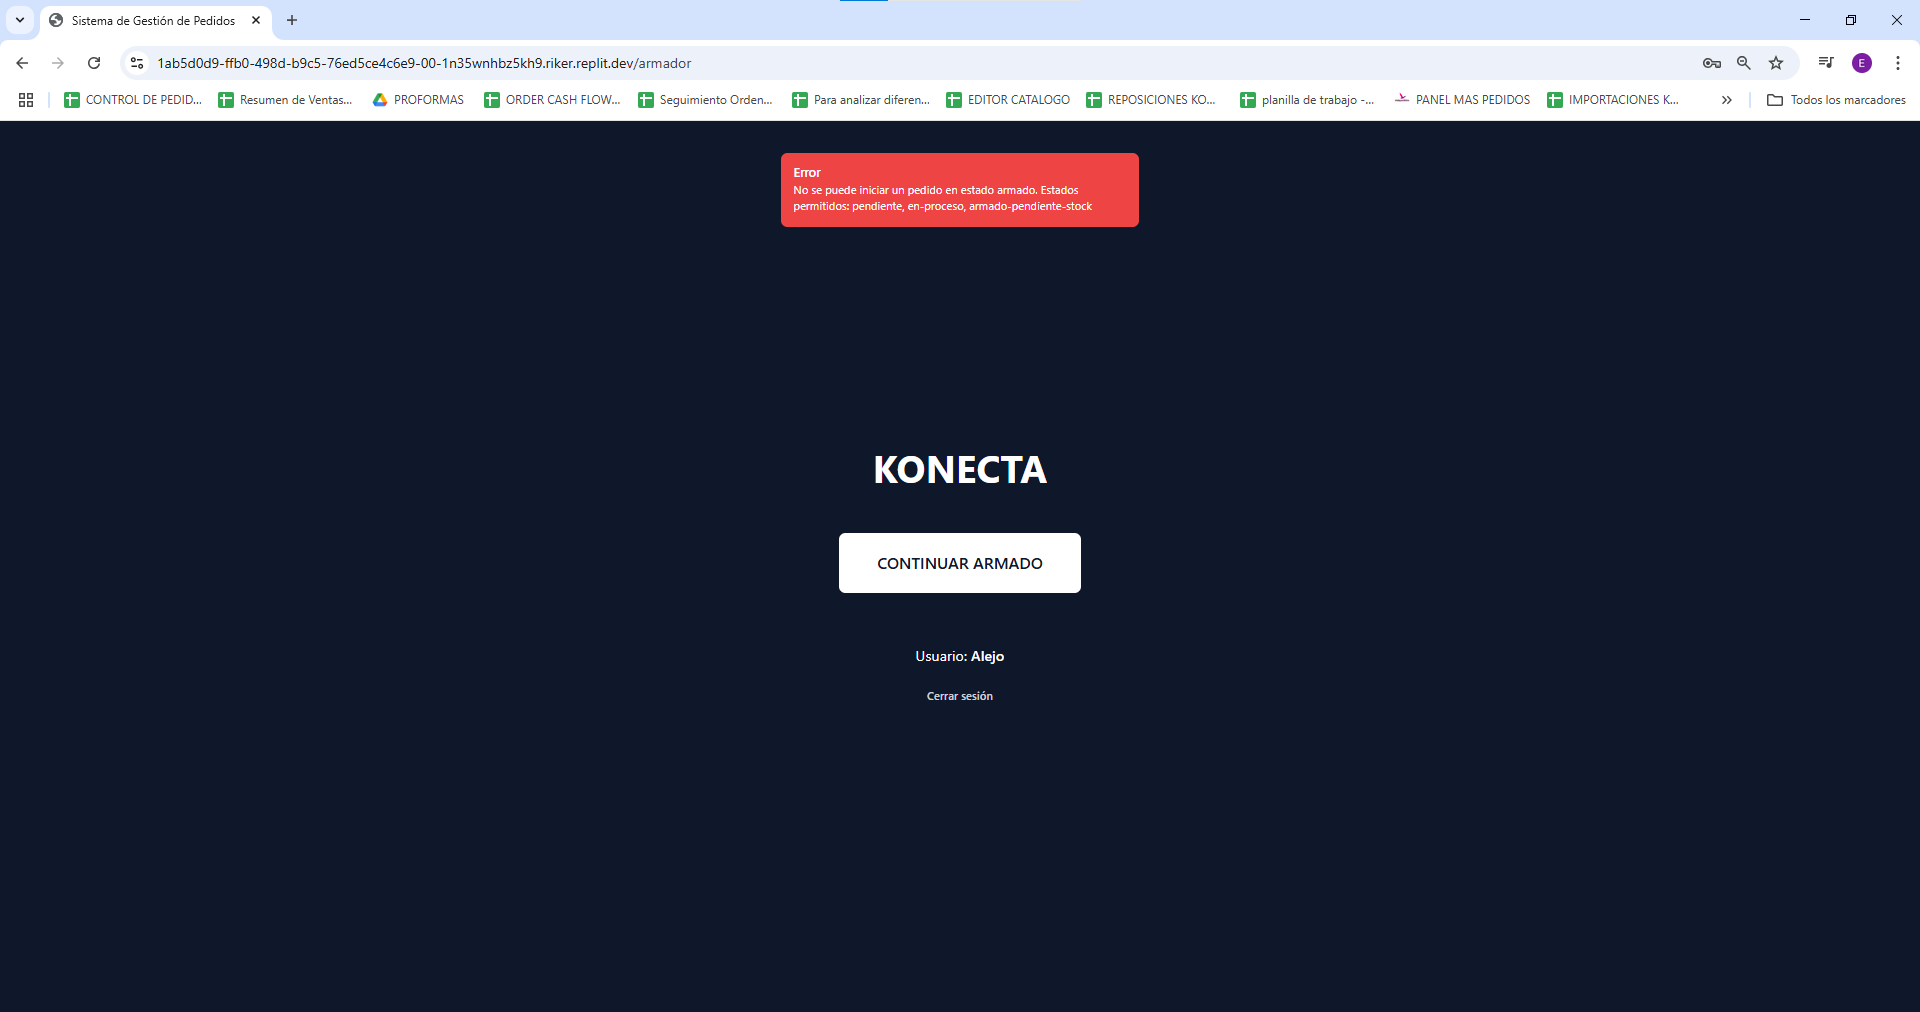 Sistema de Gestión de Pedidos
1ab5d0d9-ffb0-498d-b9c5-76ed5ce4c6e9-00-1n35wnhbz5kh9.riker.replit.dev/armador
E
CONTROL DE PEDID...
Resumen de Ventas...
PROFORMAS
ORDER CASH FLOW...
Seguimiento Orden...
Para analizar diferen...
EDITOR CATALOGO
REPOSICIONES KO...
planilla de trabajo -...
PANEL MAS PEDIDOS
IMPORTACIONES K...
Todos los marcadores
Error
No se puede iniciar un pedido en estado armado. Estados
permitidos: pendiente, en-proceso, armado-pendiente-stock
KONECTA
CONTINUAR ARMADO
Usuario: Alejo
Cerrar sesión